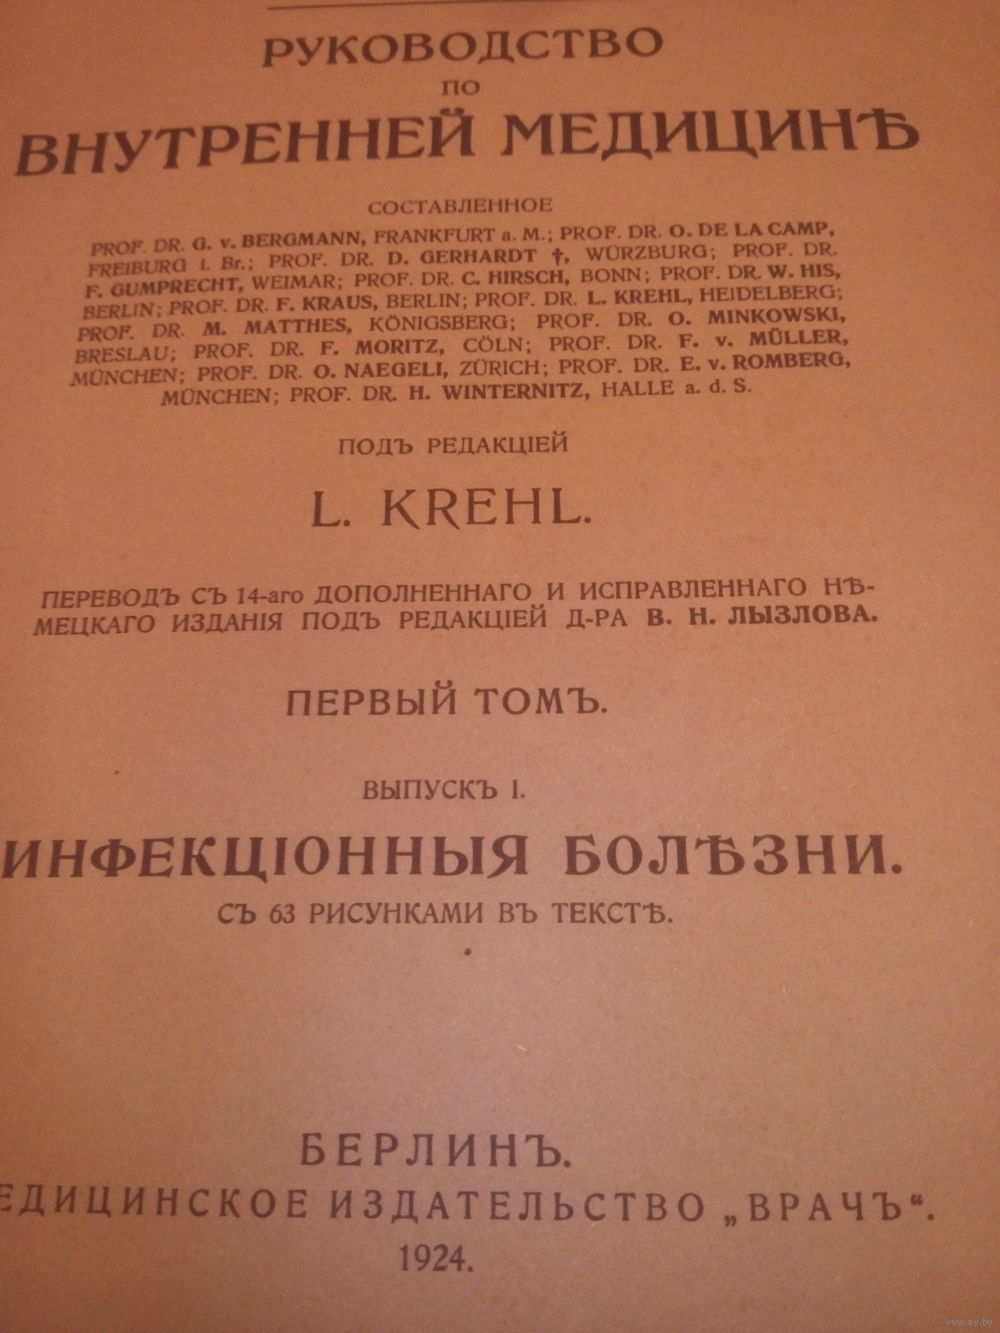 РУКОВОДСТВО
ПО
ВНУТРЕННЕЙ МЕДИЦИНѢ
СОСТАВЛЕННОЕ
PROF. DR. G. v. BERGMANN, FRANKFURT a. M.; PROF. DR. O. DE LA CAMP,
FREIBURG i. Br.; PROF. DR. D. GERHARDT †, WÜRZBURG; PROF. DR.
F. GUMPRECHT, WEIMAR; PROF. DR. C. HIRSCH, BONN; PROF. DR. W. HIS,
BERLIN; PROF. DR. F. KRAUS, BERLIN; PROF. DR. L. KREHL, HEIDELBERG;
PROF. DR. M. MATTHES, KÖNIGSBERG; PROF. DR. O. MINKOWSKI,
BRESLAU; PROF. DR. F. MORITZ, CÖLN; PROF. DR. F. v. MÜLLER,
MÜNCHEN; PROF. DR. O. NAEGELI, ZÜRICH; PROF. DR. E. v. ROMBERG,
MÜNCHEN; PROF. DR. H. WINTERNITZ, HALLE a. d. S.
ПОДЪ РЕДАКЦІЕЙ
L. KREHL.
ПЕРЕВОДЪ СЪ 14-аго ДОПОЛНЕННАГО И ИСПРАВЛЕННАГО НѢ-
МЕЦКАГО ИЗДАНІЯ ПОДЪ РЕДАКЦІЕЙ Д-РА В. Н. ЛЫЗЛОВА.
ПЕРВЫЙ ТОМЪ.
ВЫПУСКЪ I.
ИНФЕКЦІОННЫЯ БОЛѢЗНИ.
СЪ 63 РИСУНКАМИ ВЪ ТЕКСТѢ.
БЕРЛИНЪ.
ЕДИЦИНСКОЕ ИЗДАТЕЛЬСТВО „ВРАЧЪ“.
1924.
www.ay.by